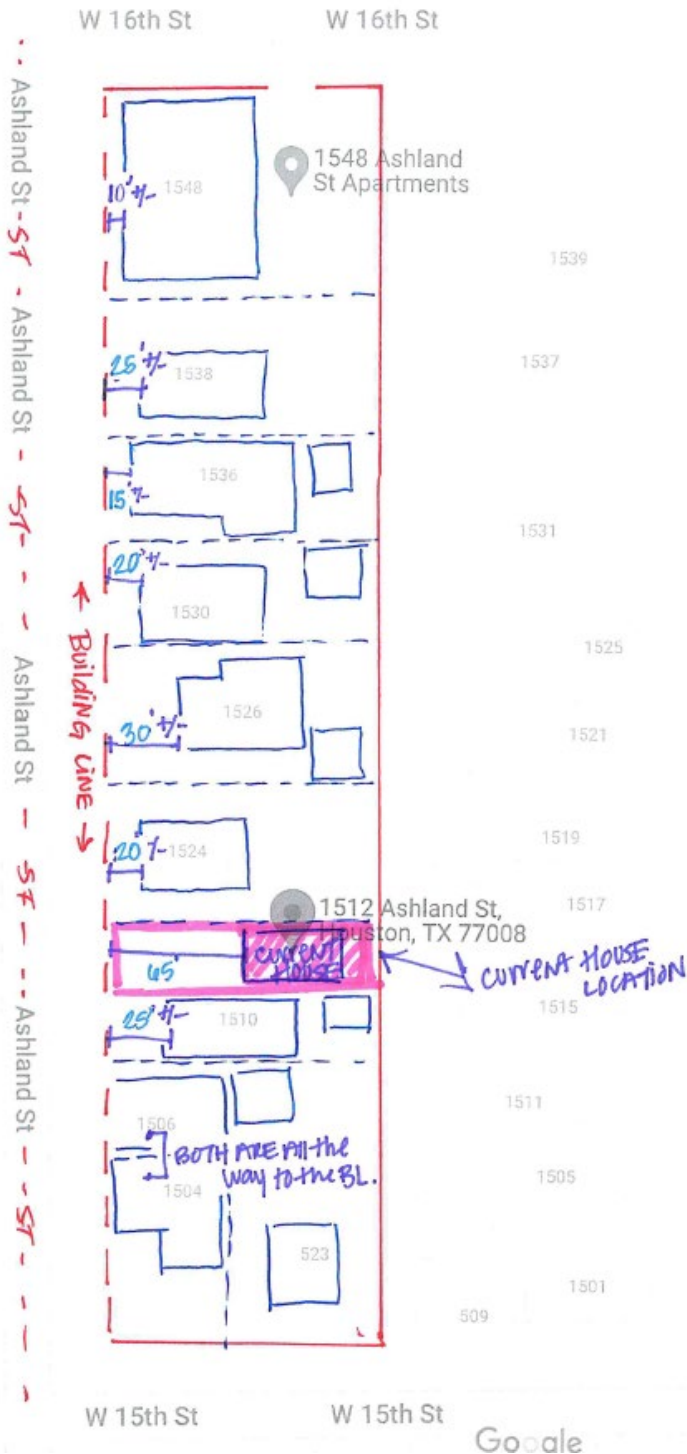 W 16th St W 16th St
Ashland St - ST - Ashland St - ST - - - Ashland St - ST - - - Ashland St - - ST - - -
1548 Ashland
St Apartments
10' +/-
1548
1539
25' +/-
1538
1537
1536
15' +/-
1531
20' +/-
1530
← Building Line →
1525
1526
30' +/-
1521
20' /-
1524
1519
1517
1512 Ashland St,
Houston, TX 77008
65'
CURRENT
HOUSE
CURRENT HOUSE
LOCATION
25' +/-
1510
1515
1511
1506
BOTH ARE All the
Way to the BL.
1504
1505
523
1501
509
W 15th St W 15th St
Google